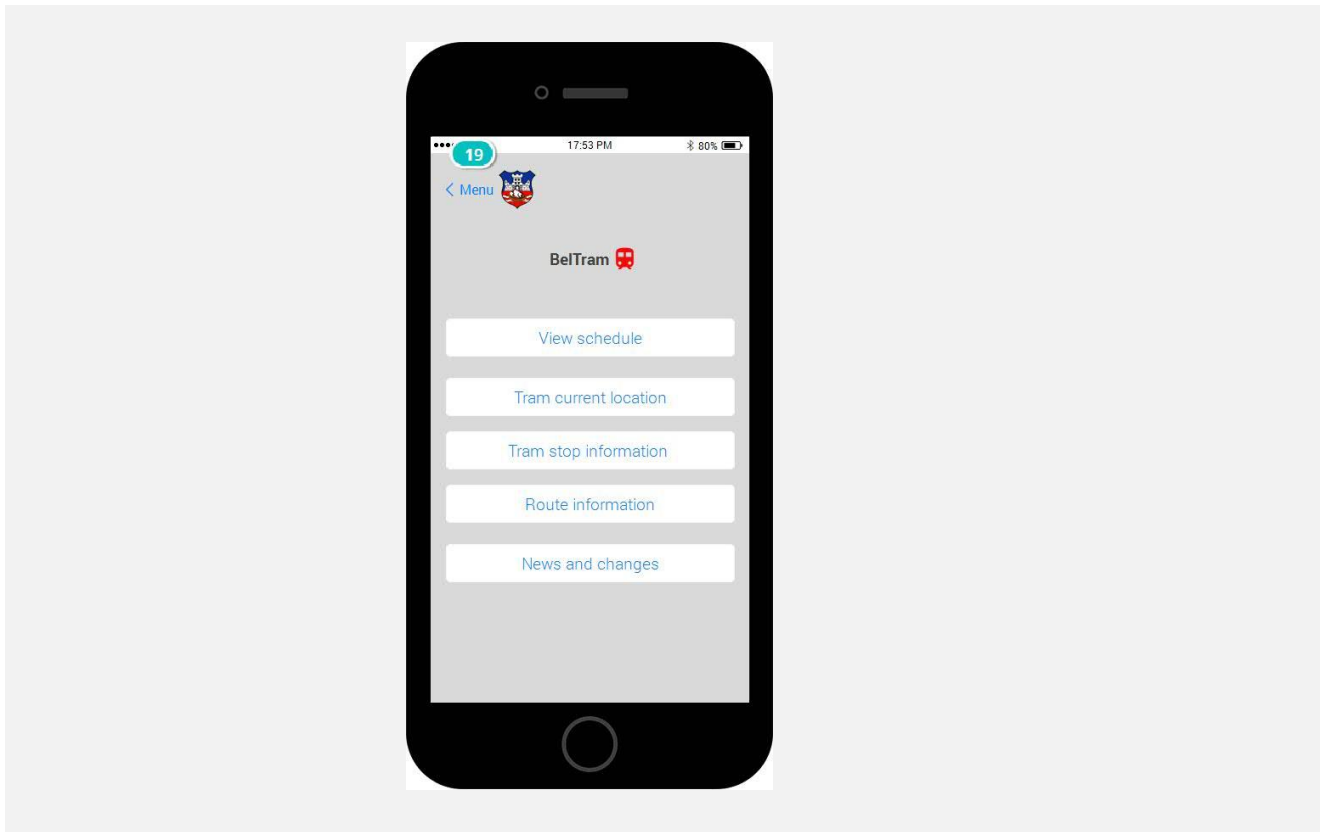 19
17:53 PM
80%
Menu
BelTram
View schedule
Tram current location
Tram stop information
Route information
News and changes